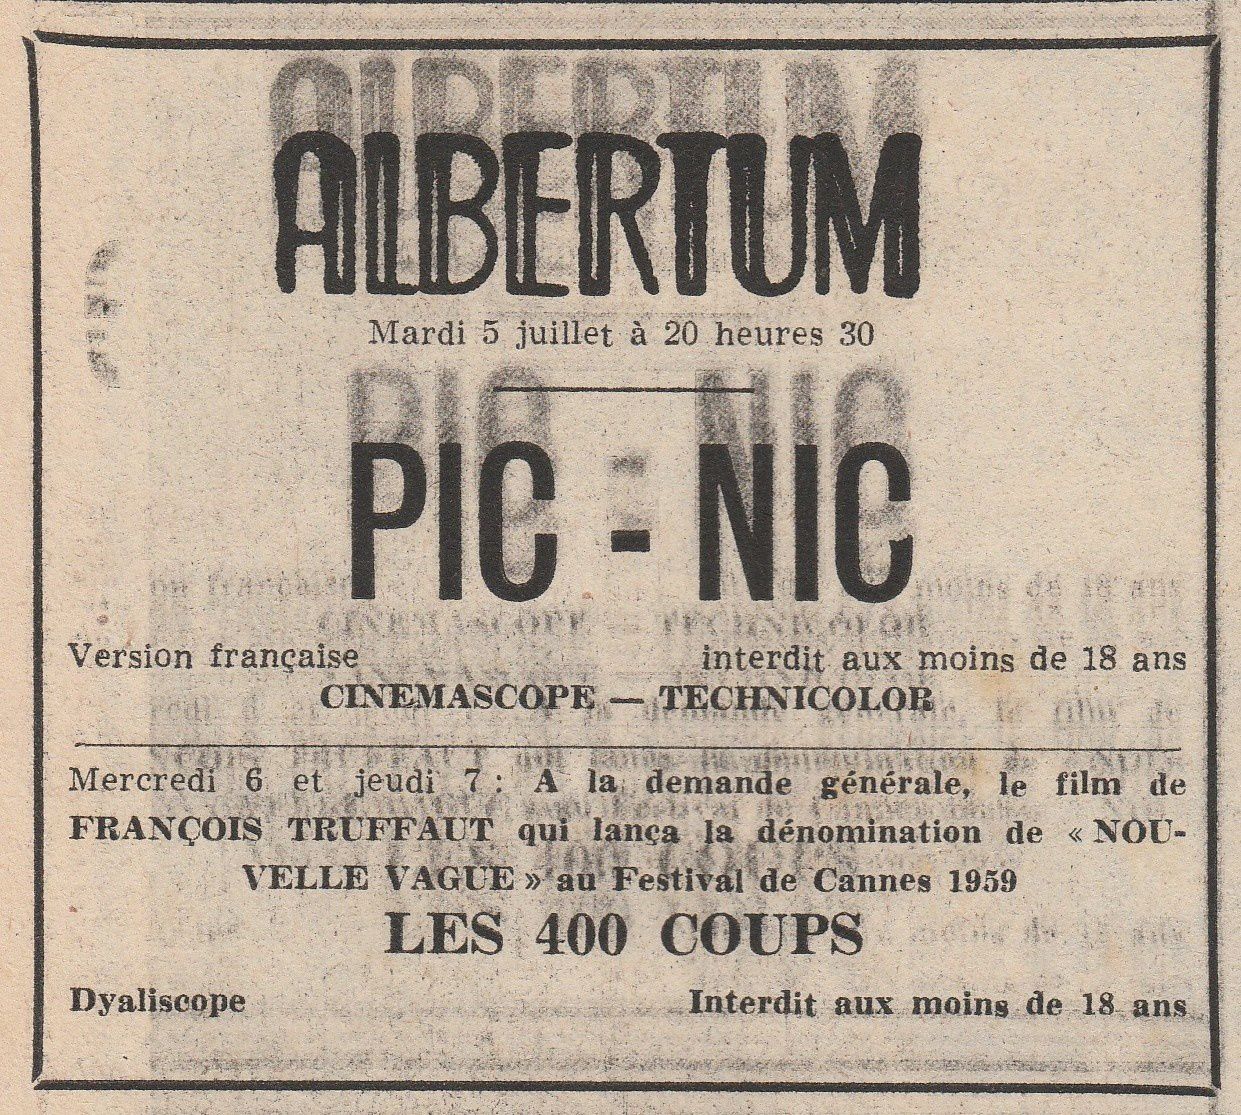 ALBERTUM
Mardi 5 juillet à 20 heures 30
PIC - NIC
Version française interdit aux moins de 18 ans
CINEMASCOPE — TECHNICOLOR
Mercredi 6 et jeudi 7 : A la demande générale, le film de
FRANÇOIS TRUFFAUT qui lança la dénomination de « NOU-
VELLE VAGUE » au Festival de Cannes 1959
LES 400 COUPS
Dyaliscope Interdit aux moins de 18 ans